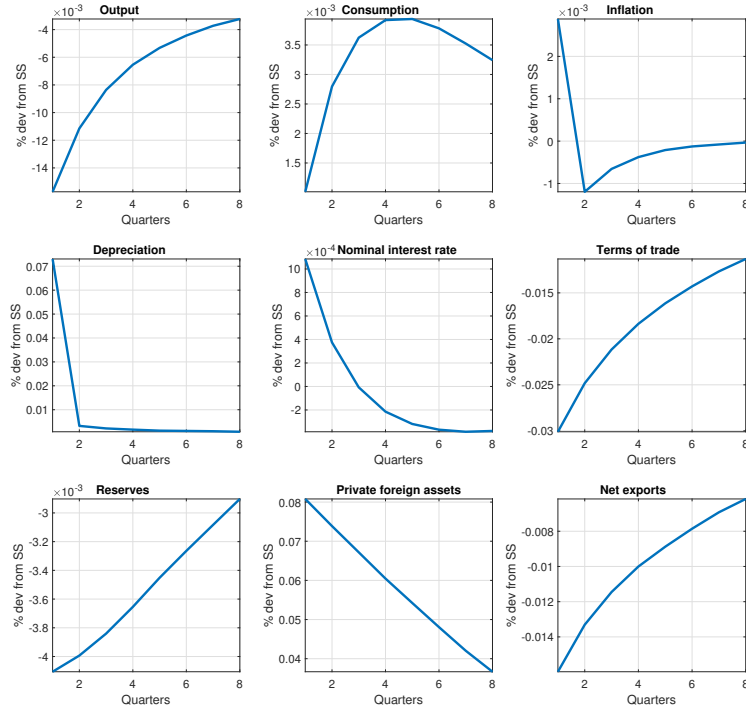 Output
×10⁻³
% dev from SS
-4
-6
-8
-10
-12
-14
2 4 6 8
Quarters
Consumption
×10⁻³
% dev from SS
3.5
3
2.5
2
1.5
2 4 6 8
Quarters
Inflation
×10⁻³
% dev from SS
2
1
0
-1
2 4 6 8
Quarters
Depreciation
% dev from SS
0.07
0.06
0.05
0.04
0.03
0.02
0.01
2 4 6 8
Quarters
Nominal interest rate
×10⁻⁴
% dev from SS
10
8
6
4
2
0
-2
2 4 6 8
Quarters
Terms of trade
% dev from SS
-0.015
-0.02
-0.025
-0.03
2 4 6 8
Quarters
Reserves
×10⁻³
% dev from SS
-3
-3.2
-3.4
-3.6
-3.8
-4
2 4 6 8
Quarters
Private foreign assets
% dev from SS
0.08
0.07
0.06
0.05
0.04
2 4 6 8
Quarters
Net exports
% dev from SS
-0.008
-0.01
-0.012
-0.014
2 4 6 8
Quarters